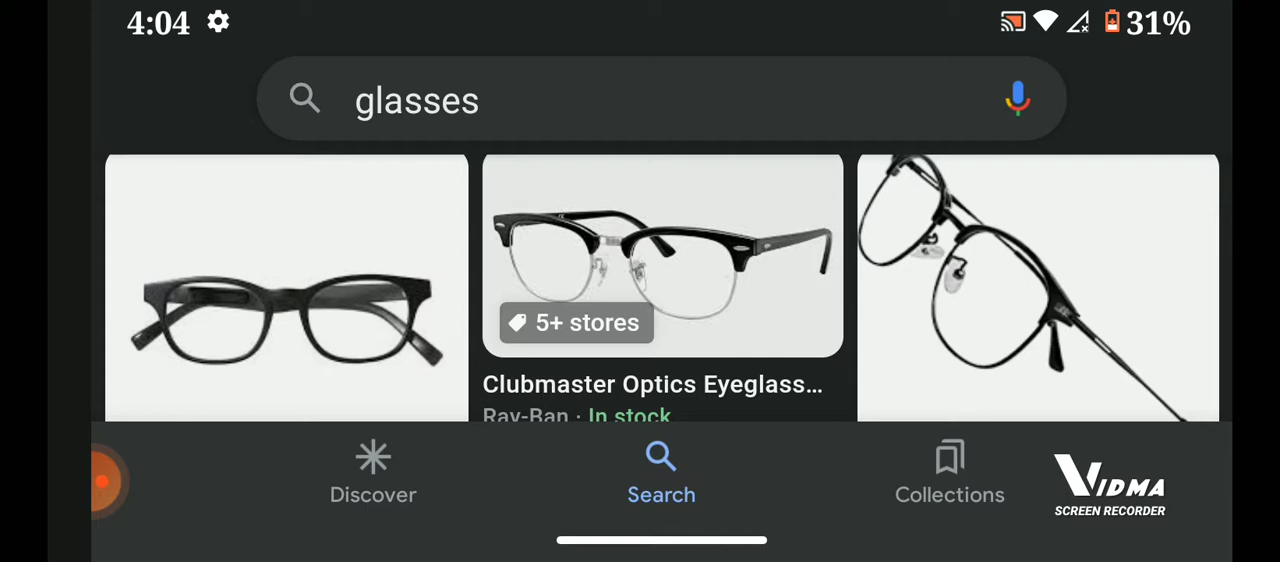 4:04
31%
glasses
5+ stores
Clubmaster Optics Eyeglass...
Ray-Ban · In stock
Discover
Search
Collections
VIDMA
SCREEN RECORDER